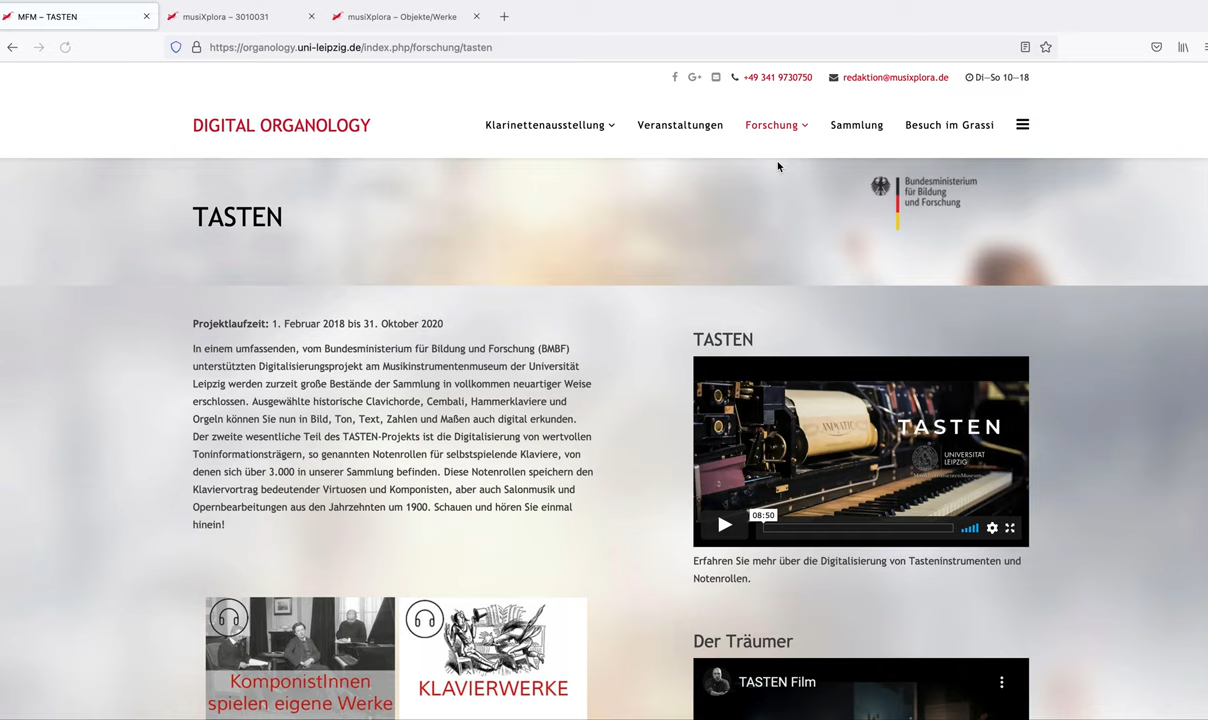 MFM – TASTEN
musiXplora – 3010031
musiXplora – Objekte/Werke
https://organology.uni-leipzig.de/index.php/forschung/tasten
+49 341 9730750
redaktion@musixplora.de
Di—So 10—18
DIGITAL ORGANOLOGY
Klarinettenausstellung
Veranstaltungen
Forschung
Sammlung
Besuch im Grassi
Bundesministerium
für Bildung
und Forschung
TASTEN
Projektlaufzeit: 1. Februar 2018 bis 31. Oktober 2020
In einem umfassenden, vom Bundesministerium für Bildung und Forschung (BMBF)
unterstützten Digitalisierungsprojekt am Musikinstrumentenmuseum der Universität
Leipzig werden zurzeit große Bestände der Sammlung in vollkommen neuartiger Weise
erschlossen. Ausgewählte historische Clavichorde, Cembali, Hammerklaviere und
Orgeln können Sie nun in Bild, Ton, Text, Zahlen und Maßen auch digital erkunden.
Der zweite wesentliche Teil des TASTEN-Projekts ist die Digitalisierung von wertvollen
Toninformationsträgern, so genannten Notenrollen für selbstspielende Klaviere, von
denen sich über 3.000 in unserer Sammlung befinden. Diese Notenrollen speichern den
Klaviervortrag bedeutender Virtuosen und Komponisten, aber auch Salonmusik und
Opernbearbeitungen aus den Jahrzehnten um 1900. Schauen und hören Sie einmal
hinein!
KomponistInnen
spielen eigene Werke
KLAVIERWERKE
TASTEN
TASTEN
UNIVERSITÄT
LEIPZIG
08:50
Erfahren Sie mehr über die Digitalisierung von Tasteninstrumenten und
Notenrollen.
Der Träumer
TASTEN Film